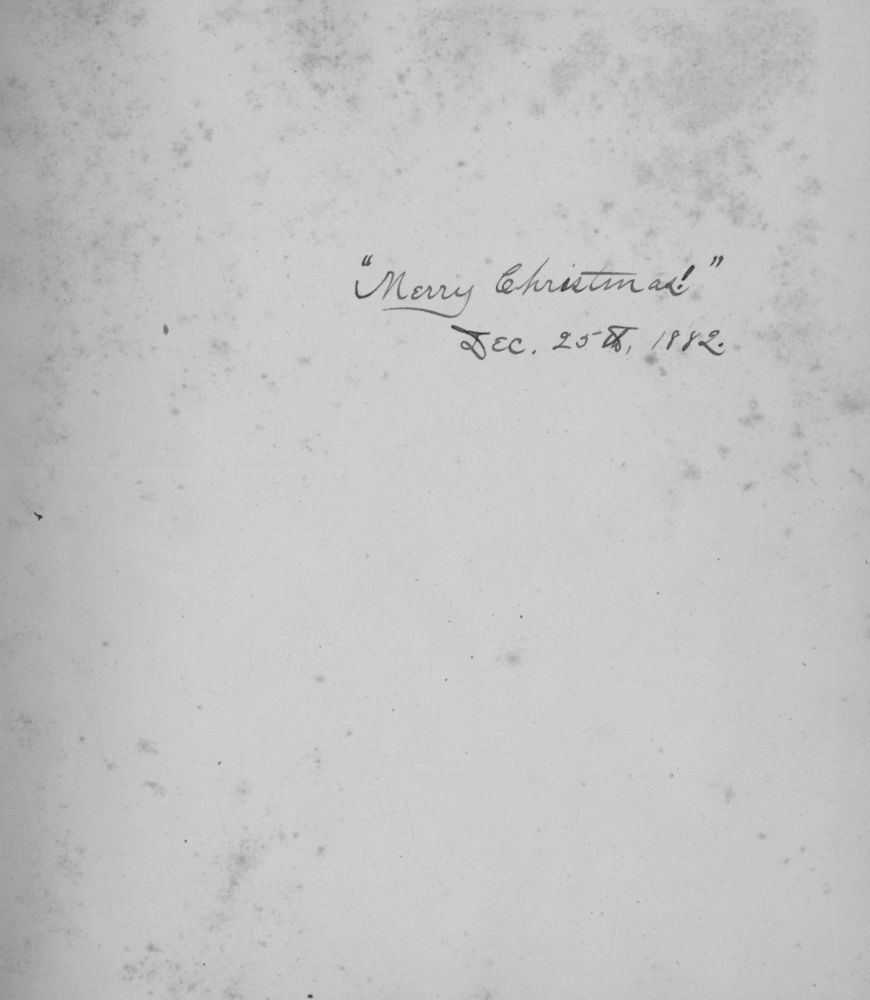 “Merry Christmas!”
Dec. 25th, 1882.